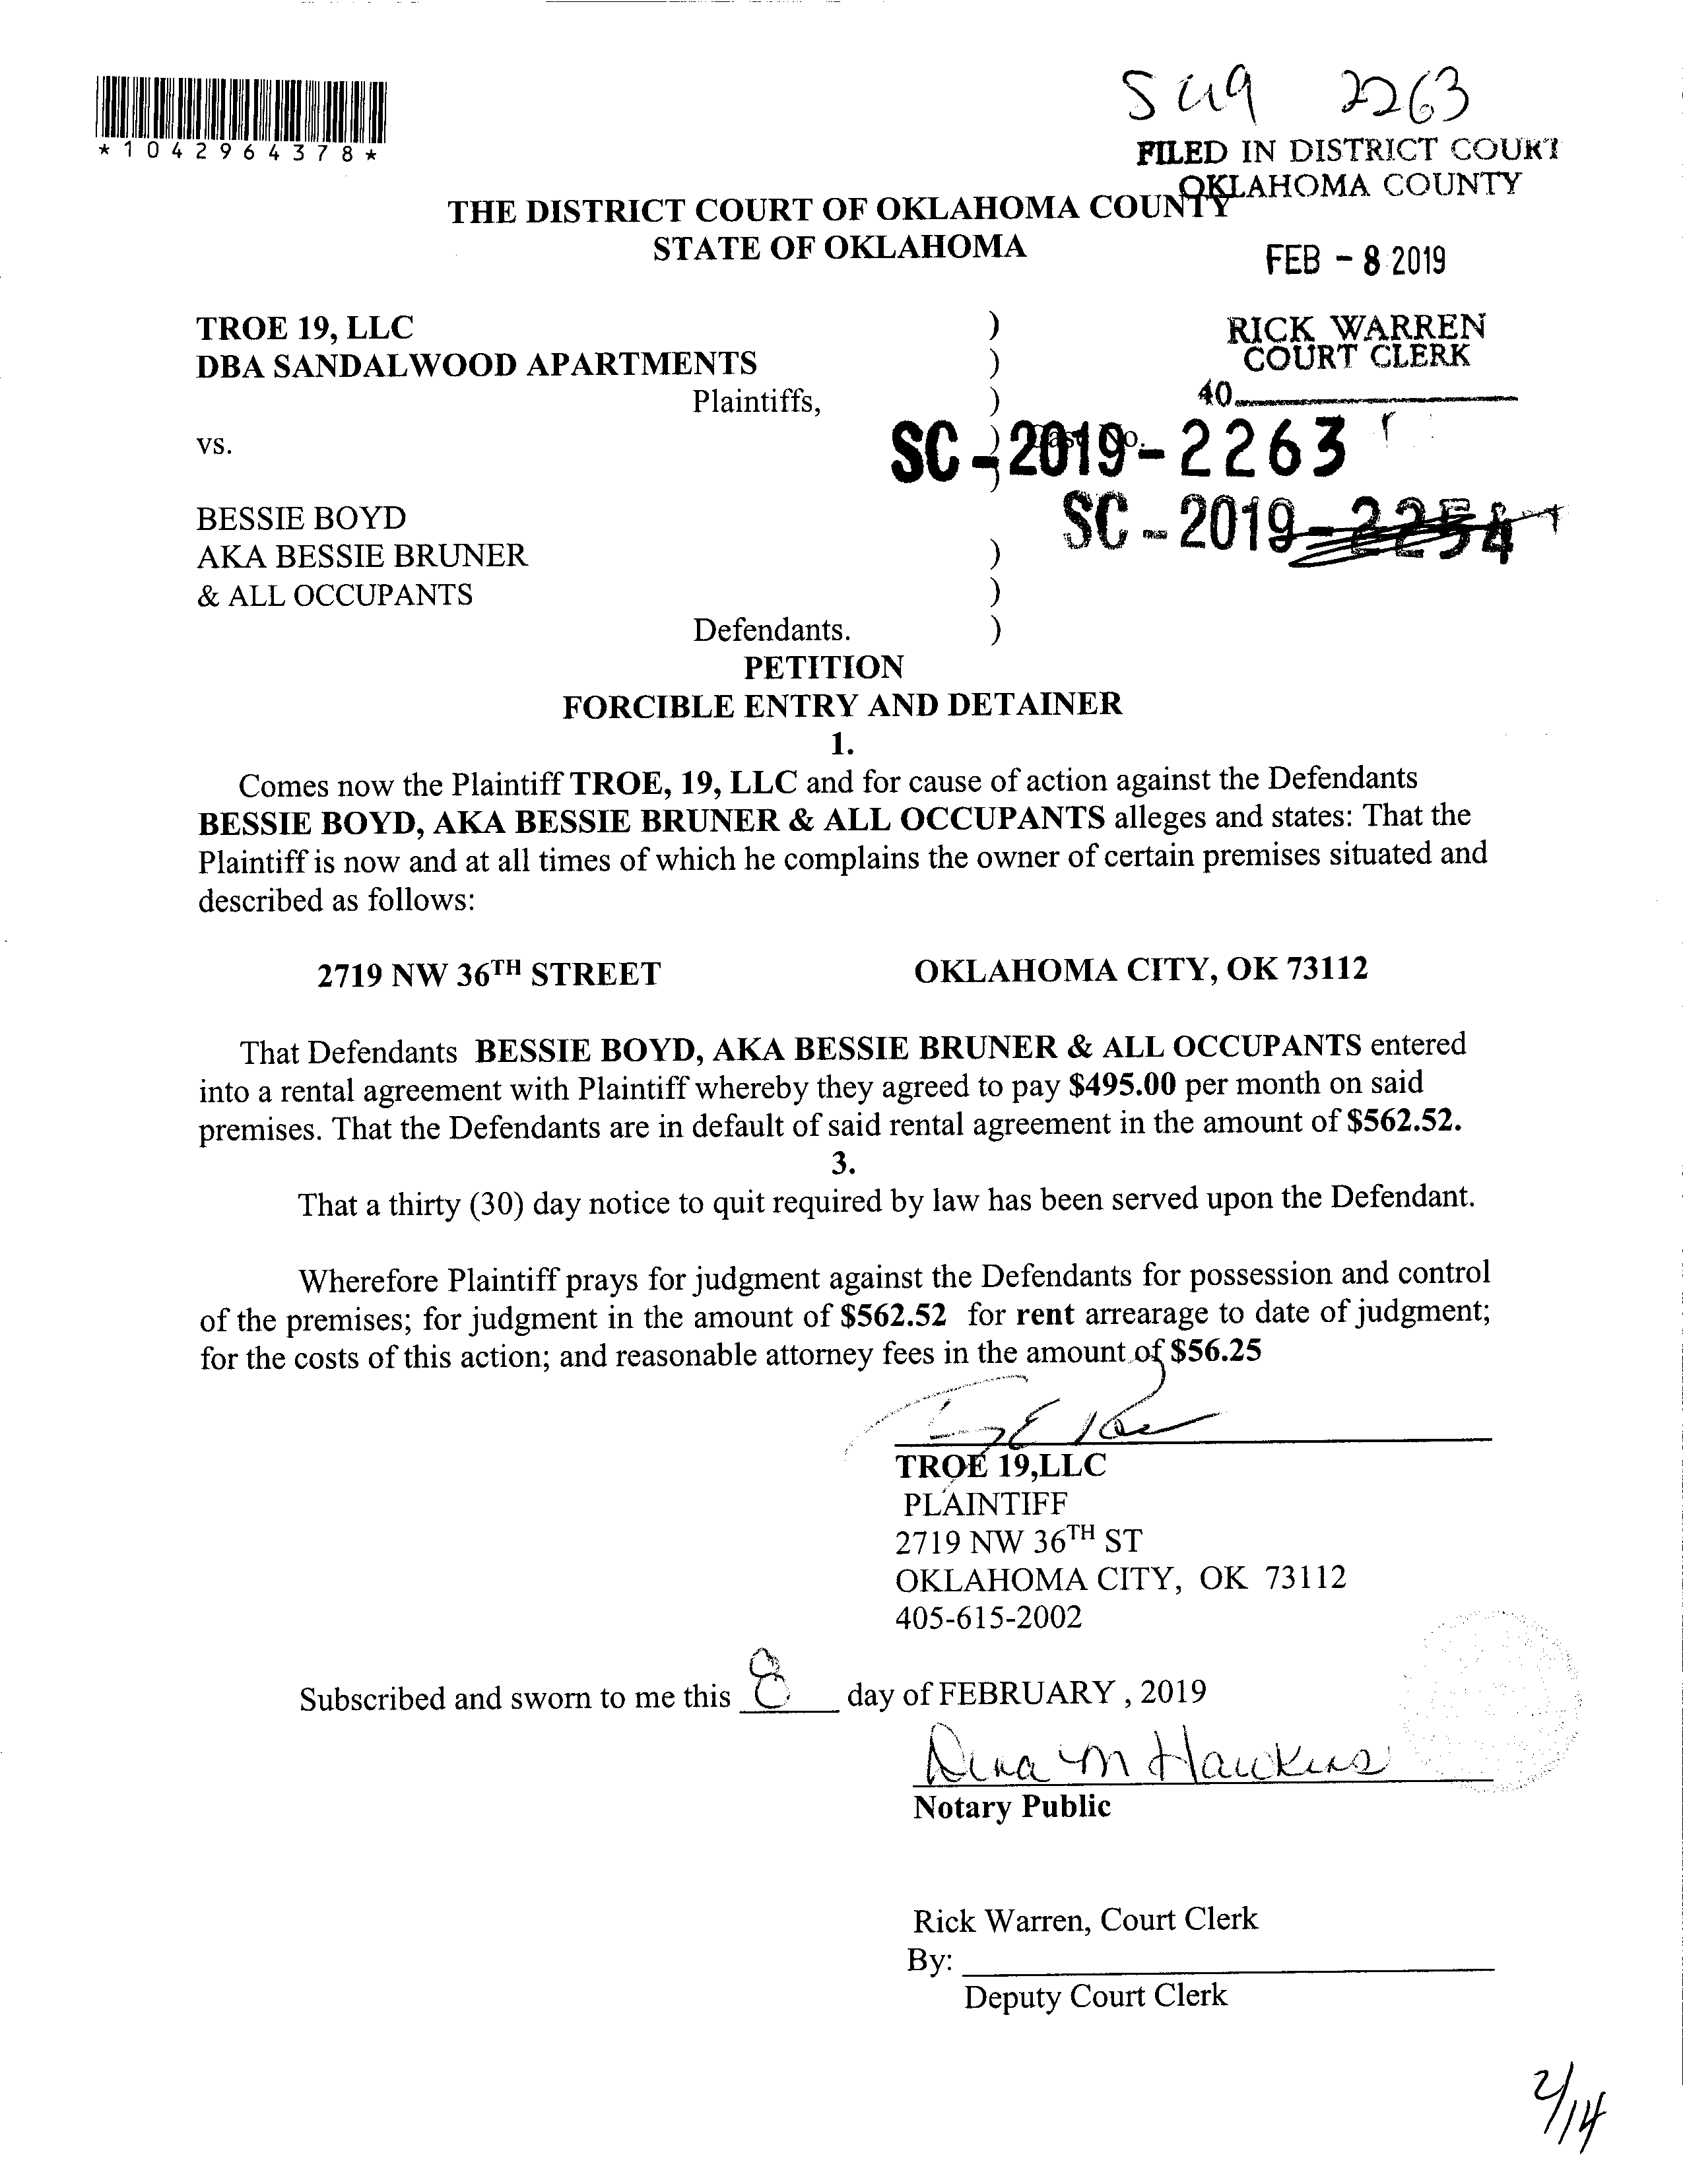 *1042964378*
2263
FILED IN DISTRICT COURT
OKLAHOMA COUNTY
THE DISTRICT COURT OF OKLAHOMA COUNTY
STATE OF OKLAHOMA
FEB - 8 2019
TROE 19, LLC )
DBA SANDALWOOD APARTMENTS )
Plaintiffs, )
RICK WARREN
COURT CLERK
40
vs. ) Case No.
SC-2019-2263
)
SC-2019-2254
BESSIE BOYD
AKA BESSIE BRUNER )
& ALL OCCUPANTS )
Defendants. )
PETITION
FORCIBLE ENTRY AND DETAINER
1.
Comes now the Plaintiff TROE, 19, LLC and for cause of action against the Defendants
BESSIE BOYD, AKA BESSIE BRUNER & ALL OCCUPANTS alleges and states: That the
Plaintiff is now and at all times of which he complains the owner of certain premises situated and
described as follows:
2719 NW 36TH STREET OKLAHOMA CITY, OK 73112
That Defendants BESSIE BOYD, AKA BESSIE BRUNER & ALL OCCUPANTS entered
into a rental agreement with Plaintiff whereby they agreed to pay $495.00 per month on said
premises. That the Defendants are in default of said rental agreement in the amount of $562.52.
3.
That a thirty (30) day notice to quit required by law has been served upon the Defendant.
Wherefore Plaintiff prays for judgment against the Defendants for possession and control
of the premises; for judgment in the amount of $562.52 for rent arrearage to date of judgment;
for the costs of this action; and reasonable attorney fees in the amount of $56.25
TROE 19,LLC
PLAINTIFF
2719 NW 36TH ST
OKLAHOMA CITY, OK 73112
405-615-2002
Subscribed and sworn to me this 8 day of FEBRUARY , 2019
Dena M Hawkins
Notary Public
Rick Warren, Court Clerk
By:
Deputy Court Clerk
2/14